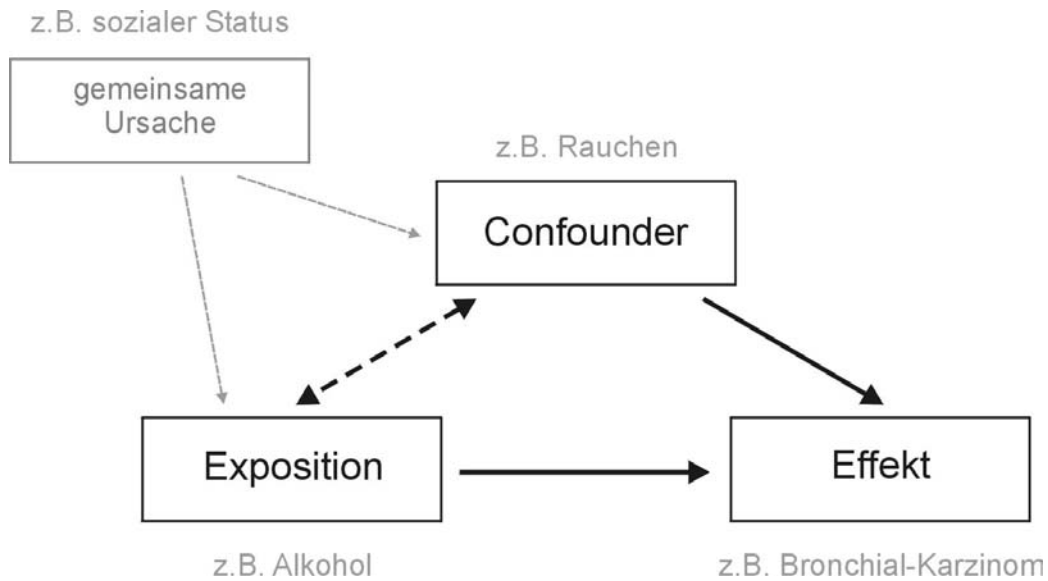 z.B. sozialer Status
gemeinsame
Ursache
z.B. Rauchen
Confounder
Exposition
Effekt
z.B. Alkohol
z.B. Bronchial-Karzinom